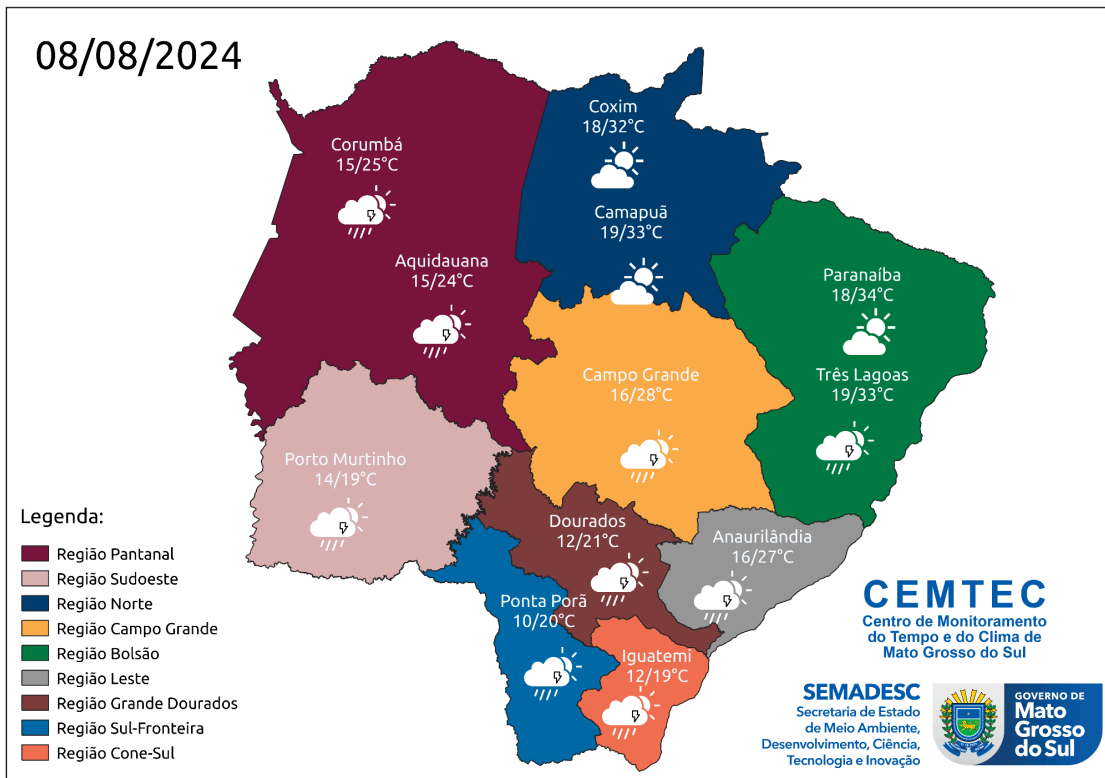 08/08/2024
Coxim
18/32°C
Corumbá
15/25°C
Camapuã
19/33°C
Aquidauana
15/24°C
Paranaíba
18/34°C
Campo Grande
16/28°C
Três Lagoas
19/33°C
Porto Murtinho
14/19°C
Dourados
12/21°C
Anaurilândia
16/27°C
Ponta Porã
10/20°C
Iguatemi
12/19°C
Legenda:
Região Pantanal
Região Sudoeste
Região Norte
Região Campo Grande
Região Bolsão
Região Leste
Região Grande Dourados
Região Sul-Fronteira
Região Cone-Sul
CEMTEC
Centro de Monitoramento
do Tempo e do Clima de
Mato Grosso do Sul
SEMADESC
Secretaria de Estado
de Meio Ambiente,
Desenvolvimento, Ciência,
Tecnologia e Inovação
GOVERNO DE
Mato
Grosso
do Sul